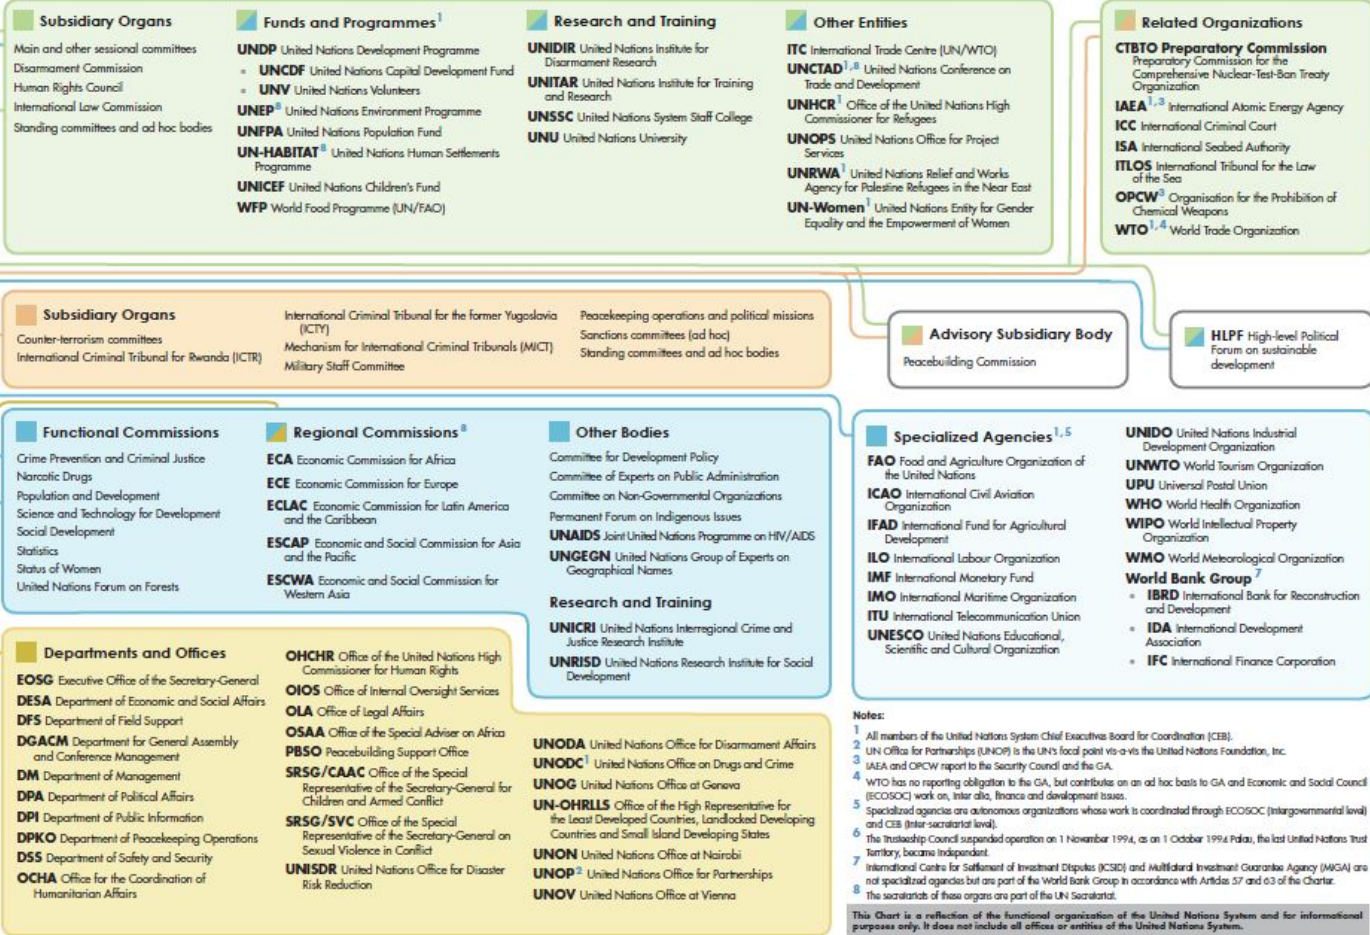 Subsidiary Organs
Main and other sessional committees
Disarmament Commission
Human Rights Council
International Law Commission
Standing committees and ad hoc bodies
Funds and Programmes1
UNDP United Nations Development Programme
• UNCDF United Nations Capital Development Fund
• UNV United Nations Volunteers
UNEP8 United Nations Environment Programme
UNFPA United Nations Population Fund
UN-HABITAT8 United Nations Human Settlements
Programme
UNICEF United Nations Children's Fund
WFP World Food Programme (UN/FAO)
Research and Training
UNIDIR United Nations Institute for
Disarmament Research
UNITAR United Nations Institute for Training
and Research
UNSSC United Nations System Staff College
UNU United Nations University
Other Entities
ITC International Trade Centre (UN/WTO)
UNCTAD1,8 United Nations Conference on
Trade and Development
UNHCR1 Office of the United Nations High
Commissioner for Refugees
UNOPS United Nations Office for Project
Services
UNRWA1 United Nations Relief and Works
Agency for Palestine Refugees in the Near East
UN-Women1 United Nations Entity for Gender
Equality and the Empowerment of Women
Related Organizations
CTBTO Preparatory Commission
Preparatory Commission for the
Comprehensive Nuclear-Test-Ban Treaty
Organization
IAEA1,3 International Atomic Energy Agency
ICC International Criminal Court
ISA International Seabed Authority
ITLOS International Tribunal for the Law
of the Sea
OPCW3 Organisation for the Prohibition of
Chemical Weapons
WTO1,4 World Trade Organization
Subsidiary Organs
Counter-terrorism committees
International Criminal Tribunal for Rwanda (ICTR)
International Criminal Tribunal for the former Yugoslavia
(ICTY)
Mechanism for International Criminal Tribunals (MICT)
Military Staff Committee
Peacekeeping operations and political missions
Sanctions committees (ad hoc)
Standing committees and ad hoc bodies
Advisory Subsidiary Body
Peacebuilding Commission
HLPF High-level Political
Forum on sustainable
development
Functional Commissions
Crime Prevention and Criminal Justice
Narcotic Drugs
Population and Development
Science and Technology for Development
Social Development
Statistics
Status of Women
United Nations Forum on Forests
Regional Commissions8
ECA Economic Commission for Africa
ECE Economic Commission for Europe
ECLAC Economic Commission for Latin America
and the Caribbean
ESCAP Economic and Social Commission for Asia
and the Pacific
ESCWA Economic and Social Commission for
Western Asia
Other Bodies
Committee for Development Policy
Committee of Experts on Public Administration
Committee on Non-Governmental Organizations
Permanent Forum on Indigenous Issues
UNAIDS Joint United Nations Programme on HIV/AIDS
UNGEGN United Nations Group of Experts on
Geographical Names
Research and Training
UNICRI United Nations Interregional Crime and
Justice Research Institute
UNRISD United Nations Research Institute for Social
Development
Specialized Agencies1,5
FAO Food and Agriculture Organization of
the United Nations
ICAO International Civil Aviation
Organization
IFAD International Fund for Agricultural
Development
ILO International Labour Organization
IMF International Monetary Fund
IMO International Maritime Organization
ITU International Telecommunication Union
UNESCO United Nations Educational,
Scientific and Cultural Organization
UNIDO United Nations Industrial
Development Organization
UNWTO World Tourism Organization
UPU Universal Postal Union
WHO World Health Organization
WIPO World Intellectual Property
Organization
WMO World Meteorological Organization
World Bank Group 7
• IBRD International Bank for Reconstruction
and Development
• IDA International Development
Association
• IFC International Finance Corporation
Departments and Offices
EOSG Executive Office of the Secretary-General
DESA Department of Economic and Social Affairs
DFS Department of Field Support
DGACM Department for General Assembly
and Conference Management
DM Department of Management
DPA Department of Political Affairs
DPI Department of Public Information
DPKO Department of Peacekeeping Operations
DSS Department of Safety and Security
OCHA Office for the Coordination of
Humanitarian Affairs
OHCHR Office of the United Nations High
Commissioner for Human Rights
OIOS Office of Internal Oversight Services
OLA Office of Legal Affairs
OSAA Office of the Special Adviser on Africa
PBSO Peacebuilding Support Office
SRSG/CAAC Office of the Special
Representative of the Secretary-General for
Children and Armed Conflict
SRSG/SVC Office of the Special
Representative of the Secretary-General on
Sexual Violence in Conflict
UNISDR United Nations Office for Disaster
Risk Reduction
UNODA United Nations Office for Disarmament Affairs
UNODC1 United Nations Office on Drugs and Crime
UNOG United Nations Office at Geneva
UN-OHRLLS Office of the High Representative for
the Least Developed Countries, Landlocked Developing
Countries and Small Island Developing States
UNON United Nations Office at Nairobi
UNOP2 United Nations Office for Partnerships
UNOV United Nations Office at Vienna
Notes:
1 All members of the United Nations System Chief Executives Board for Coordination (CEB).
2 UN Office for Partnerships (UNOP) is the UN's focal point vis-a-vis the United Nations Foundation, Inc.
3 IAEA and OPCW report to the Security Council and the GA.
4 WTO has no reporting obligation to the GA, but contributes on an ad hoc basis to GA and Economic and Social Council
(ECOSOC) work on, inter alia, finance and development issues.
5 Specialized agencies are autonomous organizations whose work is coordinated through ECOSOC (intergovernmental level)
and CEB (inter-secretariat level).
6 The Trusteeship Council suspended operation on 1 November 1994, as on 1 October 1994 Palau, the last United Nations Trust
Territory, became independent.
7 International Centre for Settlement of Investment Disputes (ICSID) and Multilateral Investment Guarantee Agency (MIGA) are
not specialized agencies but are part of the World Bank Group in accordance with Articles 57 and 63 of the Charter.
8 The secretariats of these organs are part of the UN Secretariat.
This Chart is a reflection of the functional organization of the United Nations System and for informational
purposes only. It does not include all offices or entities of the United Nations System.